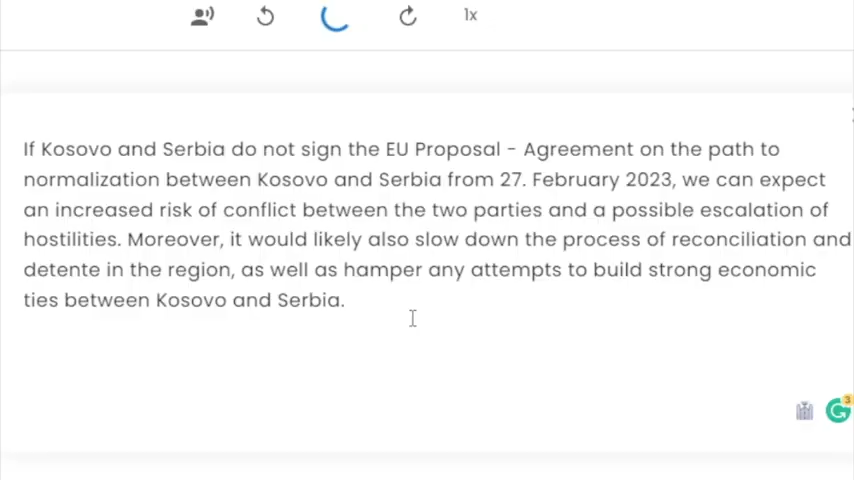 1x
If Kosovo and Serbia do not sign the EU Proposal - Agreement on the path to
normalization between Kosovo and Serbia from 27. February 2023, we can expect
an increased risk of conflict between the two parties and a possible escalation of
hostilities. Moreover, it would likely also slow down the process of reconciliation and
detente in the region, as well as hamper any attempts to build strong economic
ties between Kosovo and Serbia.
3